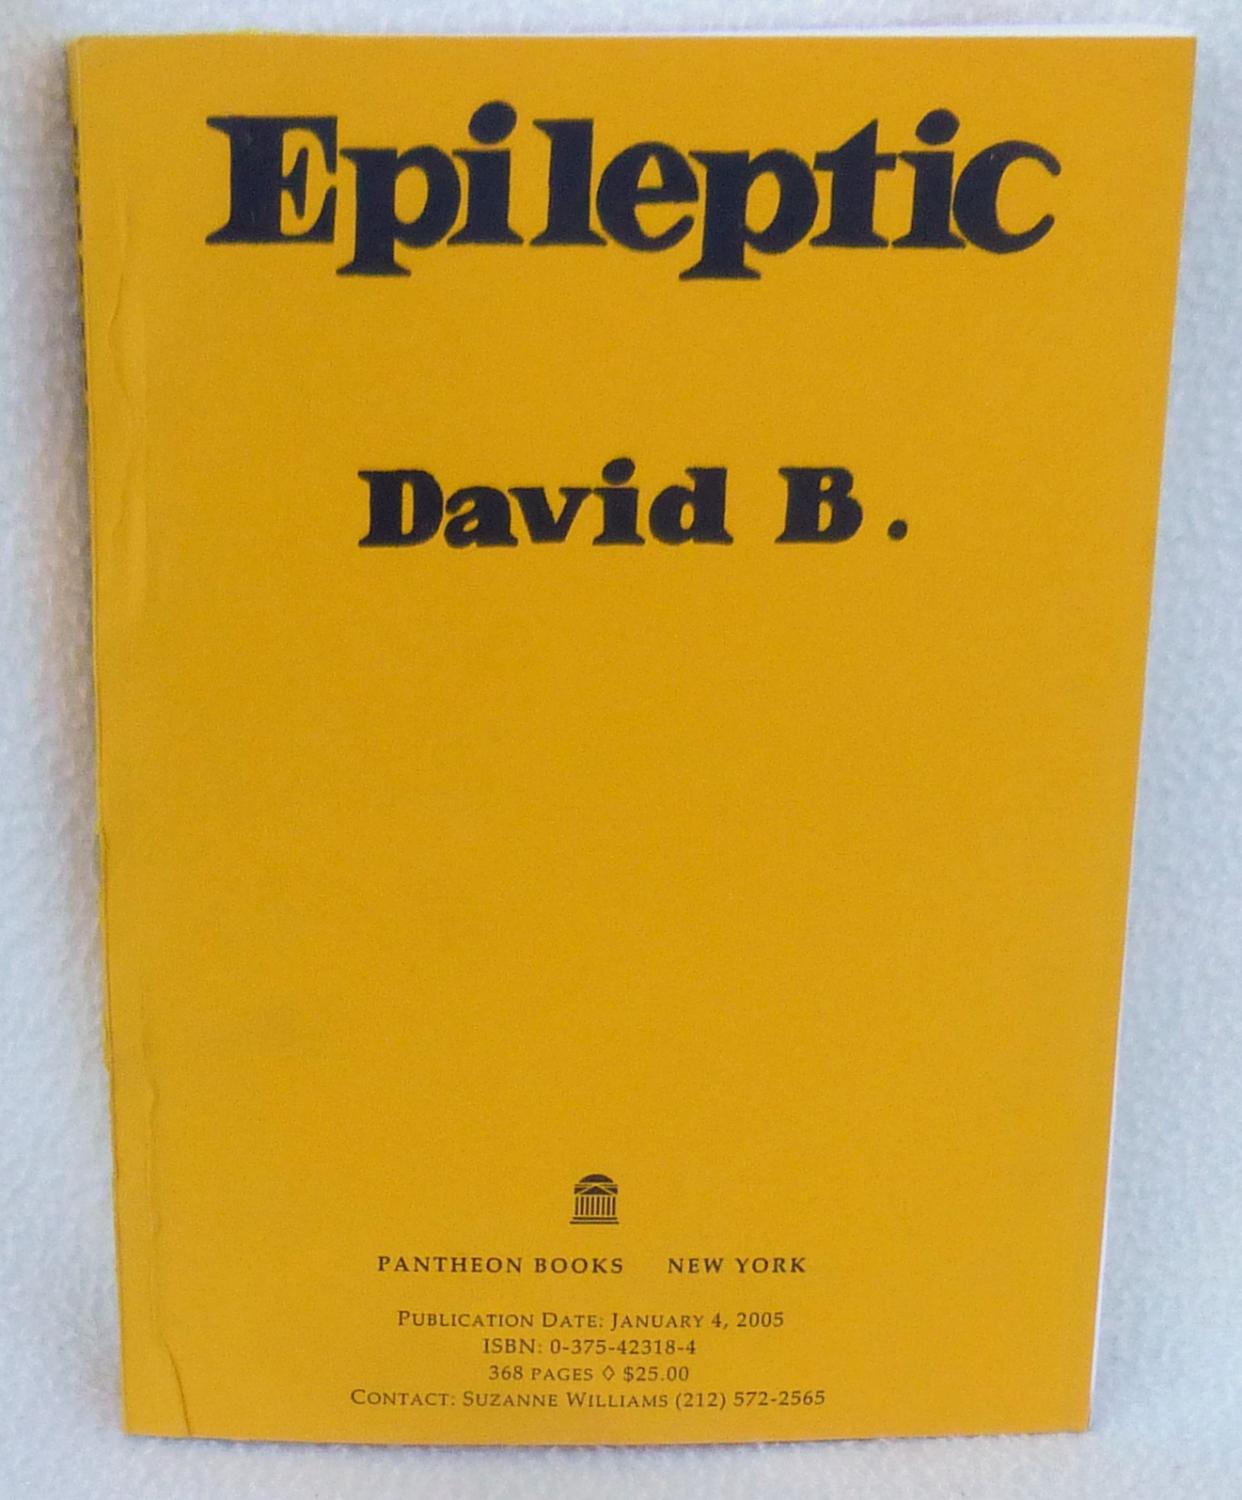 Epileptic
David B.
PANTHEON BOOKS NEW YORK
PUBLICATION DATE: JANUARY 4, 2005
ISBN: 0-375-42318-4
368 PAGES ◊ $25.00
CONTACT: SUZANNE WILLIAMS (212) 572-2565